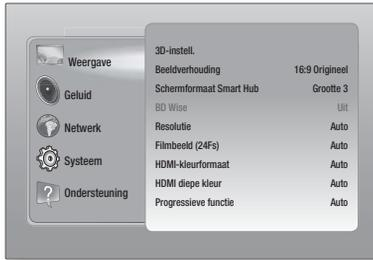 Weergave
Geluid
Netwerk
Systeem
Ondersteuning
3D-instell.
Beeldverhouding 16:9 Origineel
Schermformaat Smart Hub Grootte 3
BD Wise Uit
Resolutie Auto
Filmbeeld (24Fs) Auto
HDMI-kleurformaat Auto
HDMI diepe kleur Auto
Progressieve functie Auto